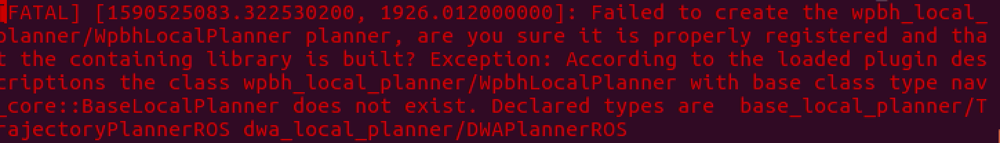 [FATAL] [1590525083.322530200, 1926.012000000]: Failed to create the wpbh_local_
planner/WpbhLocalPlanner planner, are you sure it is properly registered and tha
t the containing library is built? Exception: According to the loaded plugin des
criptions the class wpbh_local_planner/WpbhLocalPlanner with base class type nav
_core::BaseLocalPlanner does not exist. Declared types are  base_local_planner/T
rajectoryPlannerROS dwa_local_planner/DWAPlannerROS